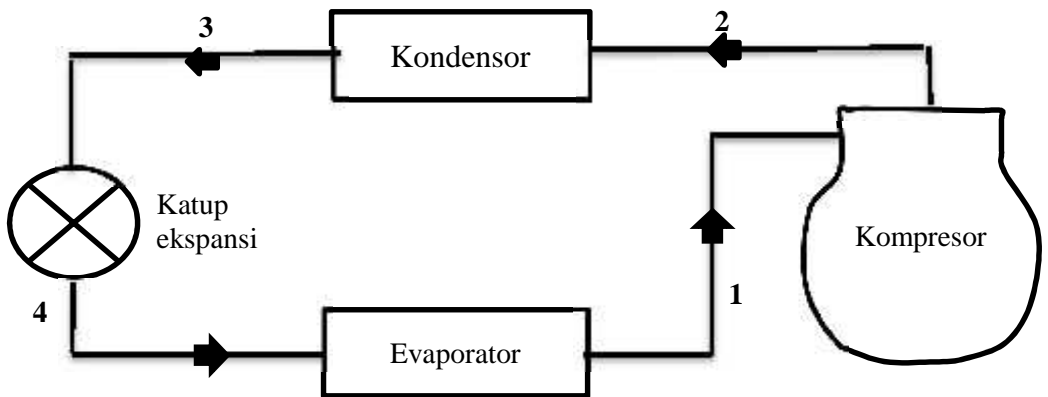 3
2
Kondensor
Katup
ekspansi
Kompresor
4
1
Evaporator